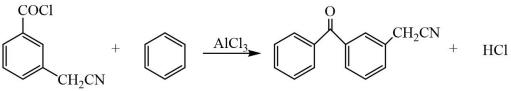 COCl
CH₂CN
+
AlCl₃
O
CH₂CN
+ HCl